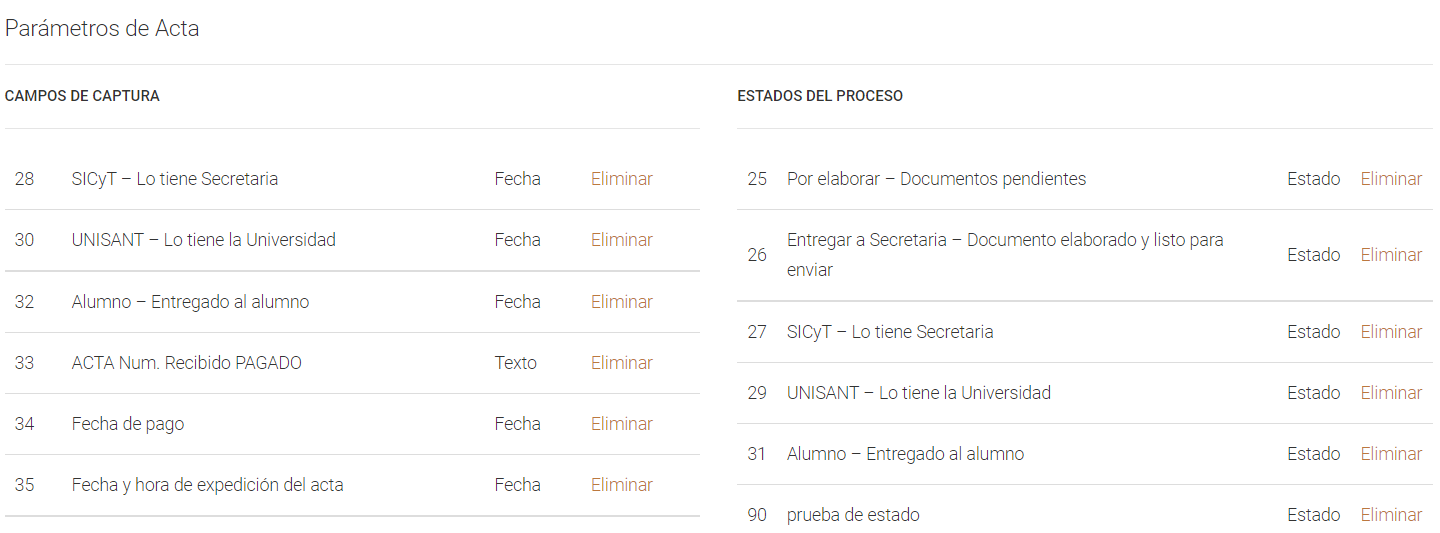 Parámetros de Acta
CAMPOS DE CAPTURA
28 SICyT – Lo tiene Secretaria Fecha Eliminar
30 UNISANT – Lo tiene la Universidad Fecha Eliminar
32 Alumno – Entregado al alumno Fecha Eliminar
33 ACTA Num. Recibido PAGADO Texto Eliminar
34 Fecha de pago Fecha Eliminar
35 Fecha y hora de expedición del acta Fecha Eliminar
ESTADOS DEL PROCESO
25 Por elaborar – Documentos pendientes Estado Eliminar
26 Entregar a Secretaria – Documento elaborado y listo para
enviar Estado Eliminar
27 SICyT – Lo tiene Secretaria Estado Eliminar
29 UNISANT – Lo tiene la Universidad Estado Eliminar
31 Alumno – Entregado al alumno Estado Eliminar
90 prueba de estado Estado Eliminar